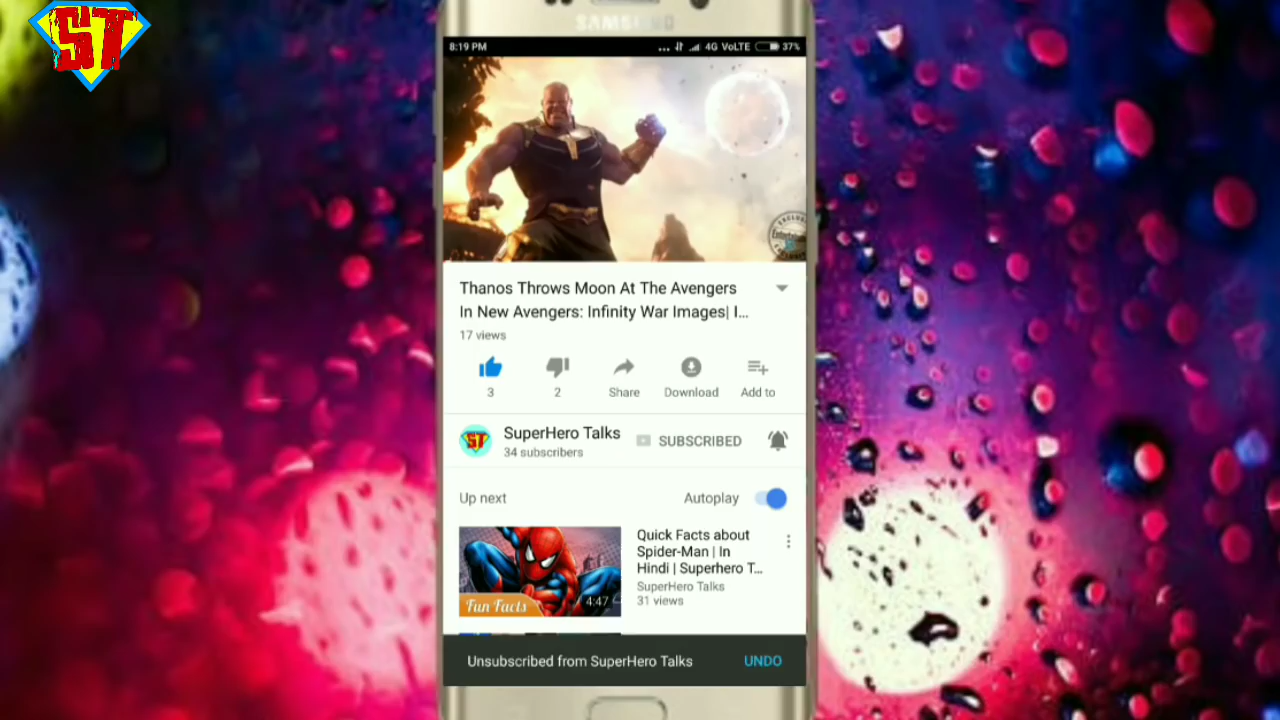 ST
SAMSUNG
8:19 PM
4G VoLTE 37%
Thanos Throws Moon At The Avengers
In New Avengers: Infinity War Images| I...
17 views
3
2
Share
Download
Add to
ST
SuperHero Talks
34 subscribers
SUBSCRIBED
Up next
Autoplay
Quick Facts about
Spider-Man | In
Hindi | Superhero T...
SuperHero Talks
31 views
Fun Facts
4:47
Unsubscribed from SuperHero Talks
UNDO